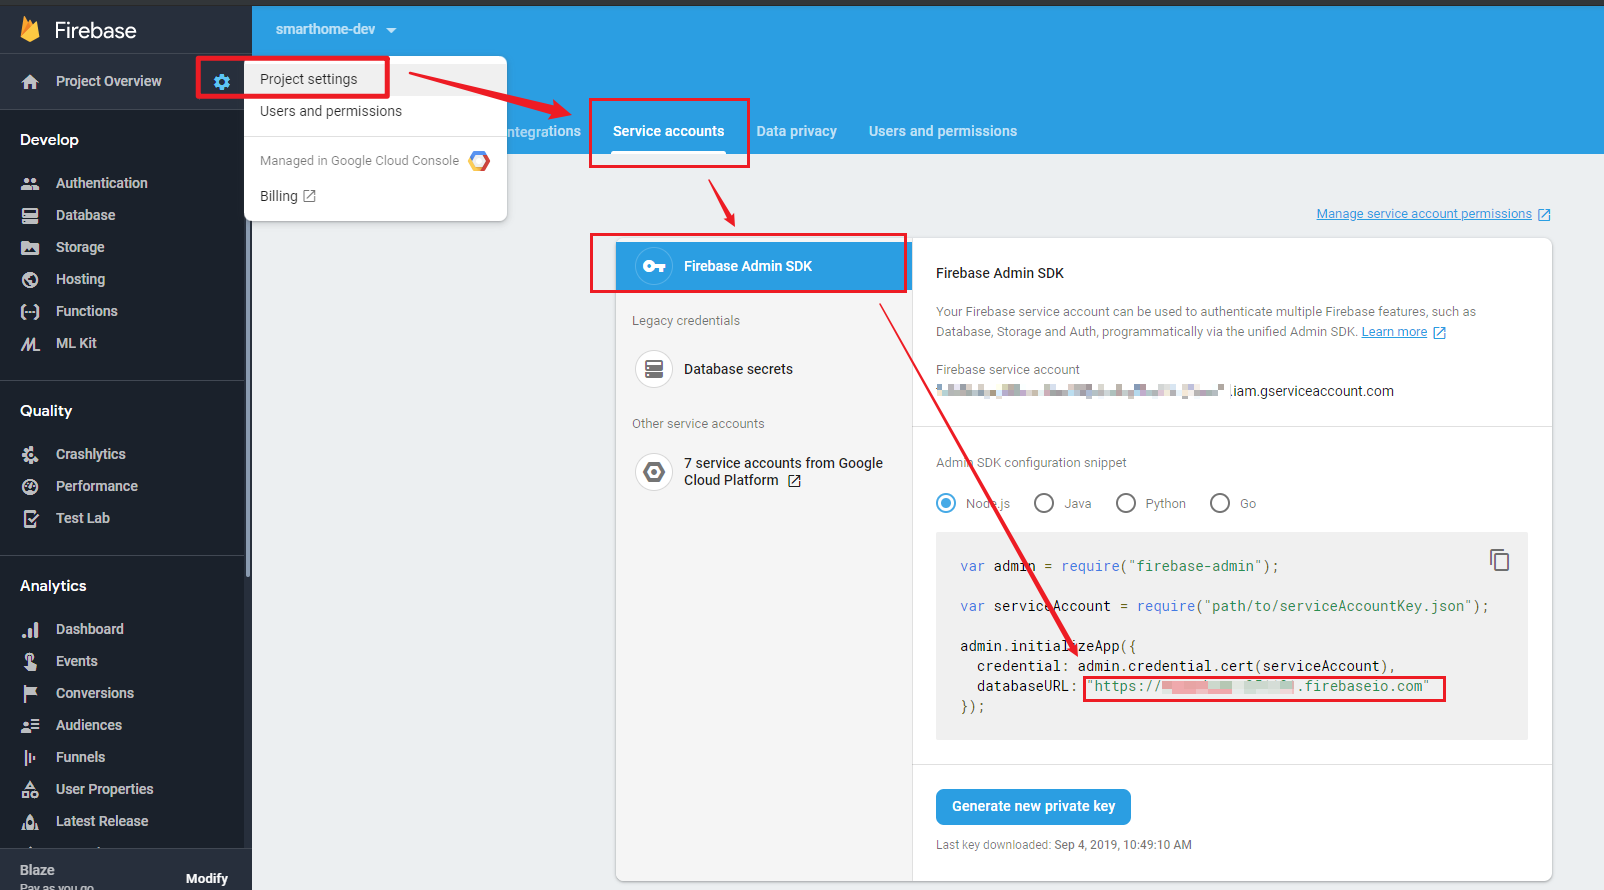 Firebase
smarthome-dev
Project Overview
Project settings
Users and permissions
Managed in Google Cloud Console
Billing
ntegrations
Service accounts
Data privacy
Users and permissions
Develop
Authentication
Database
Storage
Hosting
Functions
ML Kit
Quality
Crashlytics
Performance
Test Lab
Analytics
Dashboard
Events
Conversions
Audiences
Funnels
User Properties
Latest Release
Blaze
Pay as you go
Modify
Manage service account permissions
Firebase Admin SDK
Legacy credentials
Database secrets
Other service accounts
7 service accounts from Google
Cloud Platform
Firebase Admin SDK
Your Firebase service account can be used to authenticate multiple Firebase features, such as
Database, Storage and Auth, programmatically via the unified Admin SDK. Learn more
Firebase service account
.iam.gserviceaccount.com
Admin SDK configuration snippet
Node.js
Java
Python
Go
var admin = require("firebase-admin");
var serviceAccount = require("path/to/serviceAccountKey.json");
admin.initializeApp({
credential: admin.credential.cert(serviceAccount),
databaseURL: "https:// .firebaseio.com"
});
Generate new private key
Last key downloaded: Sep 4, 2019, 10:49:10 AM